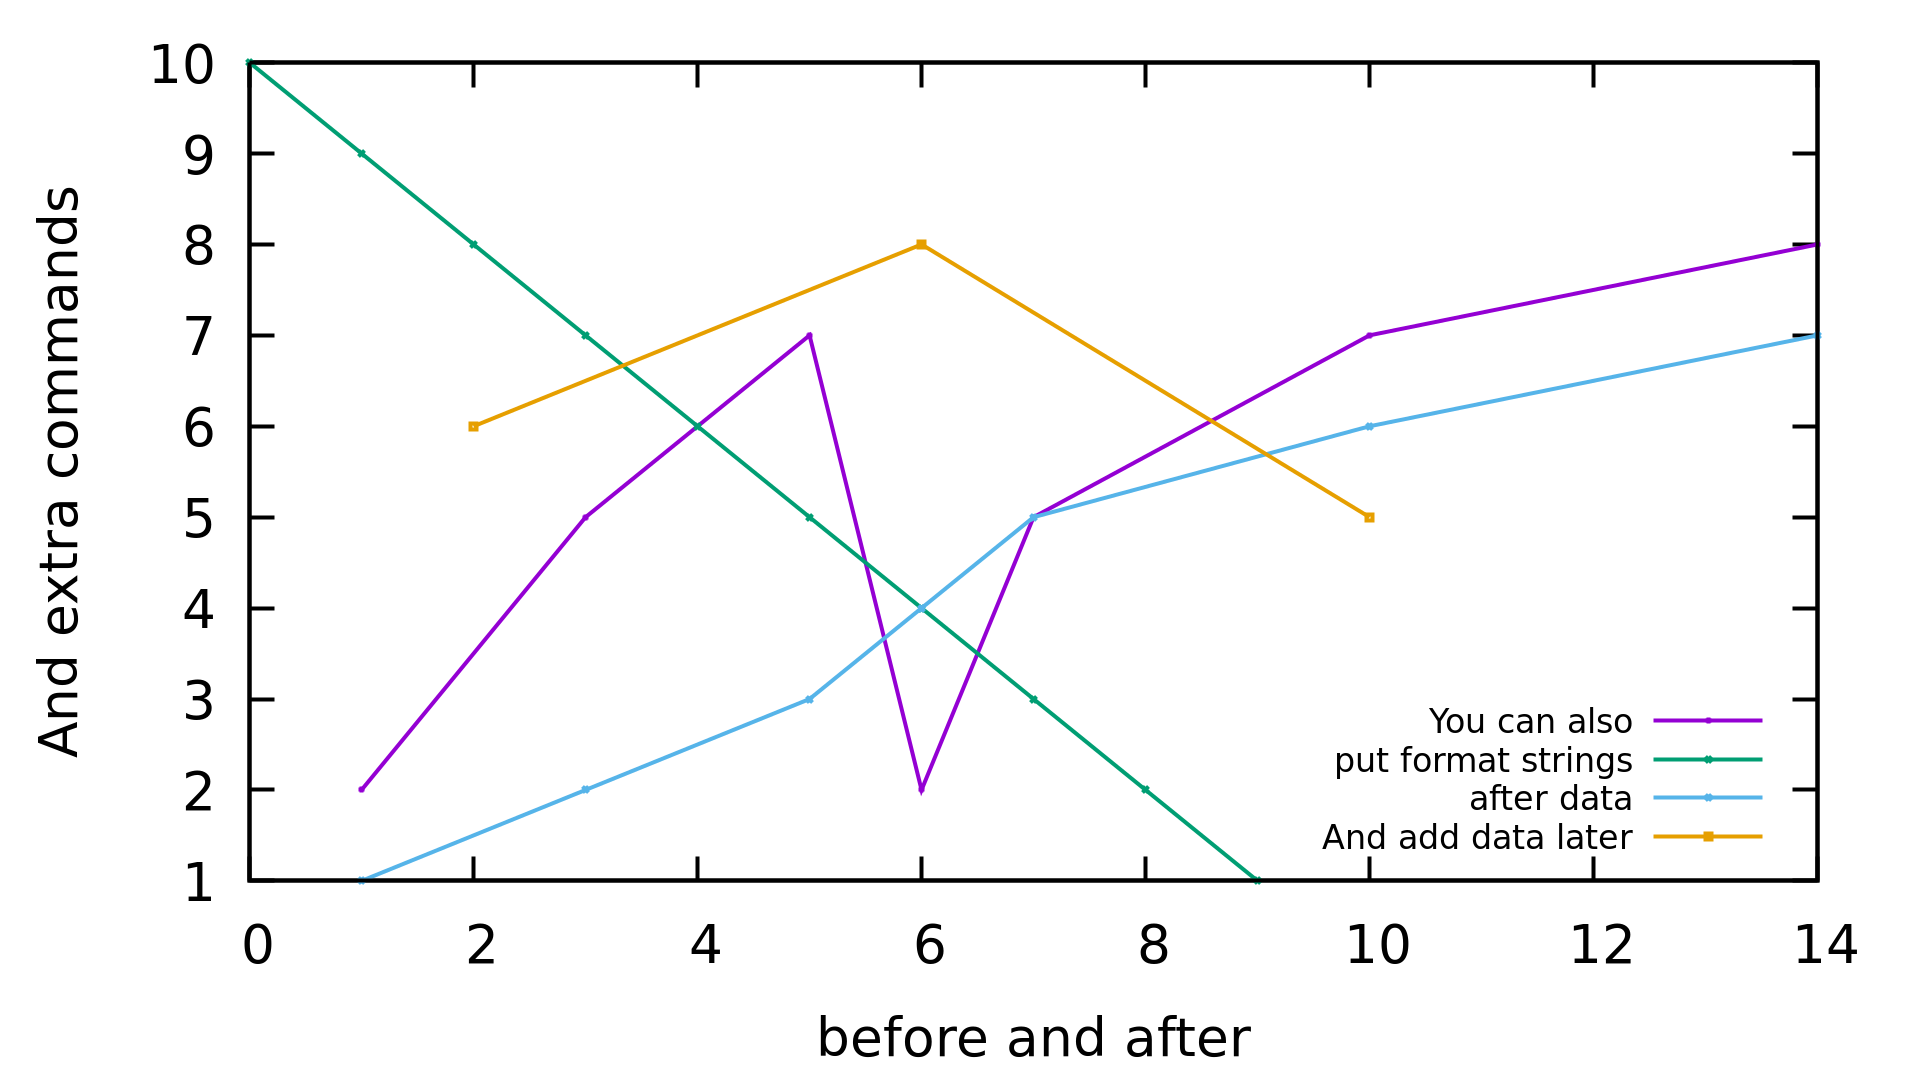 10
9
8
7
6
5
4
3
2
1
And extra commands
You can also
put format strings
after data
And add data later
0 2 4 6 8 10 12 14
before and after